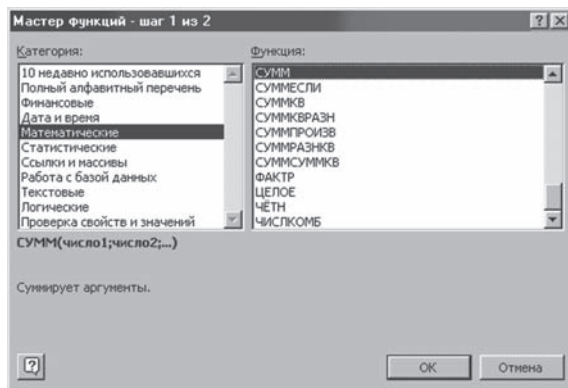 Мастер функций - шаг 1 из 2
Категория:
10 недавно использовавшихся
Полный алфавитный перечень
Финансовые
Дата и время
Математические
Статистические
Ссылки и массивы
Работа с базой данных
Текстовые
Логические
Проверка свойств и значений
Функция:
СУММ
СУММЕСЛИ
СУММКВ
СУММКВРАЗН
СУММПРОИЗВ
СУММРАЗНКВ
СУММСУММКВ
ФАКТР
ЦЕЛОЕ
ЧЁТН
ЧИСЛКОМБ
СУММ(число1;число2;...)
Суммирует аргументы.
OK
Отмена